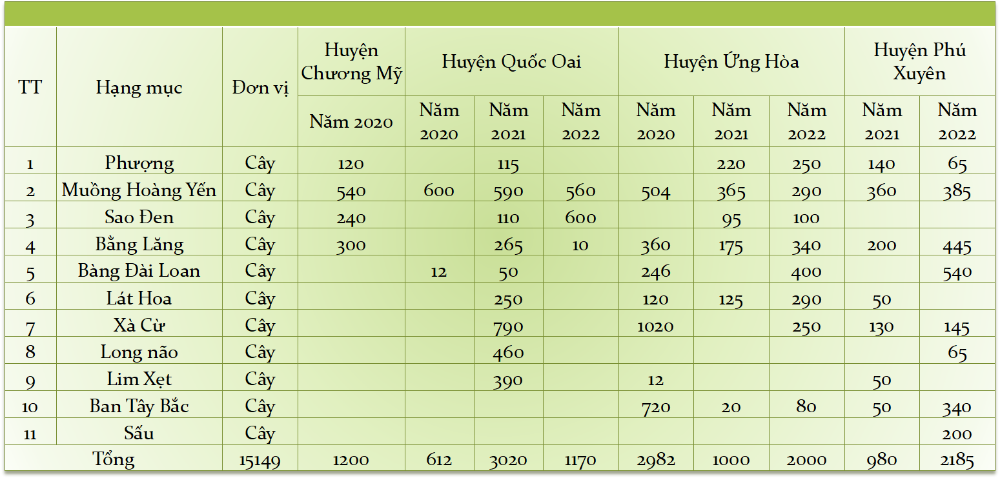 TT Hạng mục Đơn vị Huyện Chương Mỹ Huyện Quốc Oai Huyện Ứng Hòa Huyện Phú Xuyên
Năm 2020 Năm 2020 Năm 2021 Năm 2022 Năm 2020 Năm 2021 Năm 2022 Năm 2021 Năm 2022
1 Phượng Cây 120 115 220 250 140 65
2 Muồng Hoàng Yến Cây 540 600 590 560 504 365 290 360 385
3 Sao Đen Cây 240 110 600 95 100
4 Bằng Lăng Cây 300 265 10 360 175 340 200 445
5 Bàng Đài Loan Cây 12 50 246 400 540
6 Lát Hoa Cây 250 120 125 290 50
7 Xà Cừ Cây 790 1020 250 130 145
8 Long não Cây 460 65
9 Lim Xẹt Cây 390 12 50
10 Ban Tây Bắc Cây 720 20 80 50 340
11 Sấu Cây 200
Tổng 15149 1200 612 3020 1170 2982 1000 2000 980 2185